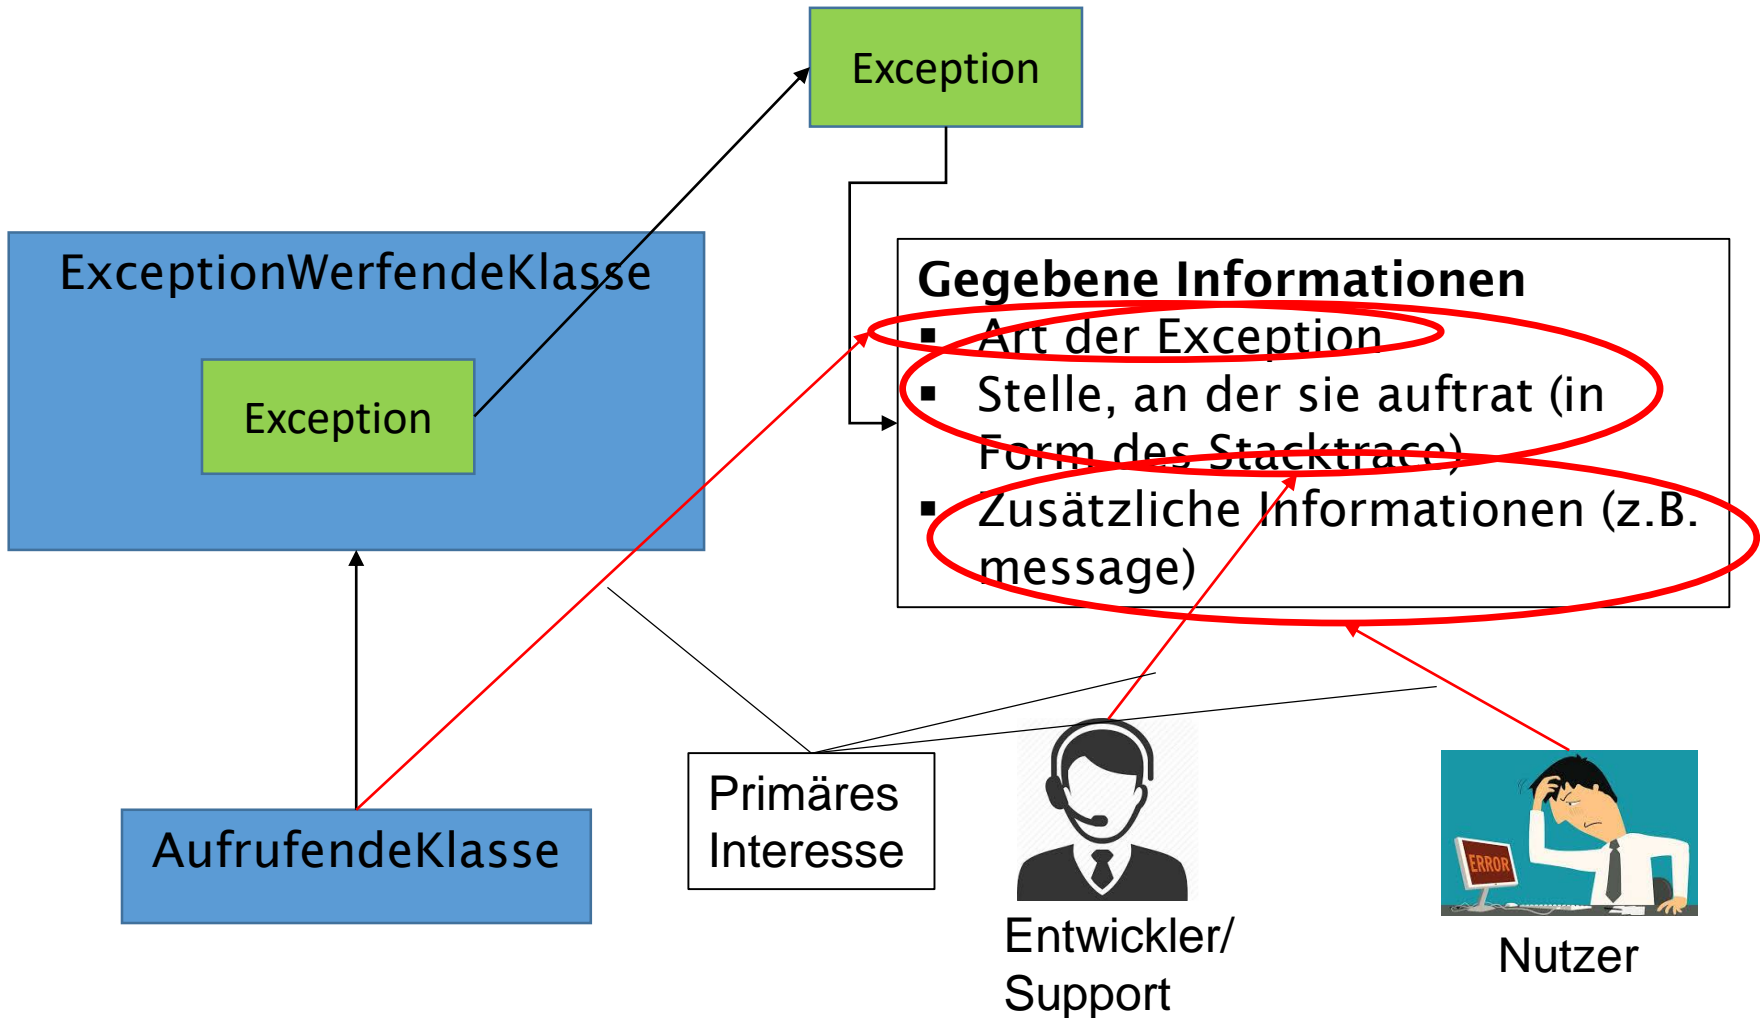 Exception
ExceptionWerfendeKlasse
Exception
Gegebene Informationen
▪ Art der Exception
▪ Stelle, an der sie auftrat (in
Form des Stacktrace)
▪ Zusätzliche Informationen (z.B.
message)
AufrufendeKlasse
Primäres
Interesse
ERROR
Entwickler/
Support
Nutzer